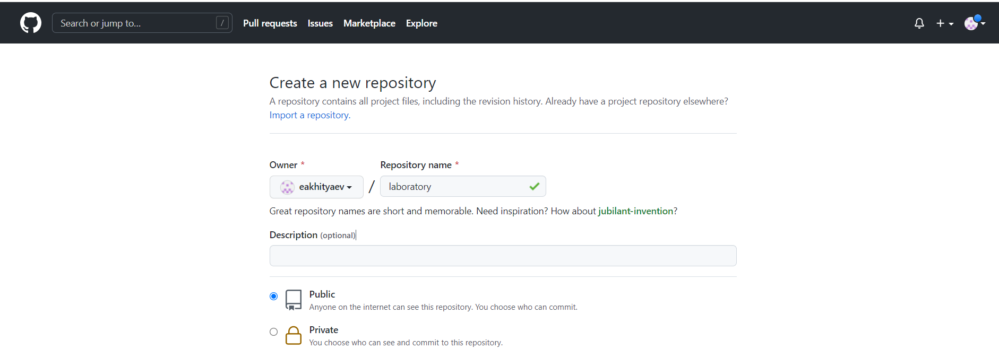 Search or jump to... / Pull requests Issues Marketplace Explore
Create a new repository
A repository contains all project files, including the revision history. Already have a project repository elsewhere?
Import a repository.
Owner * Repository name *
eakhityaev / laboratory
Great repository names are short and memorable. Need inspiration? How about jubilant-invention?
Description (optional)
Public
Anyone on the internet can see this repository. You choose who can commit.
Private
You choose who can see and commit to this repository.